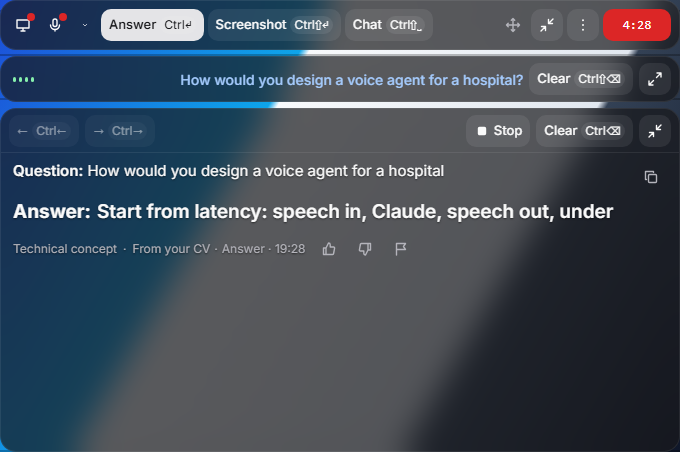 Answer Ctrl↵ Screenshot Ctrl⇧↵ Chat Ctrl⇧_ 4:28
How would you design a voice agent for a hospital? Clear Ctrl⇧⌫
← Ctrl← → Ctrl→ Stop Clear Ctrl⌫
Question: How would you design a voice agent for a hospital
Answer: Start from latency: speech in, Claude, speech out, under
Technical concept · From your CV · Answer · 19:28